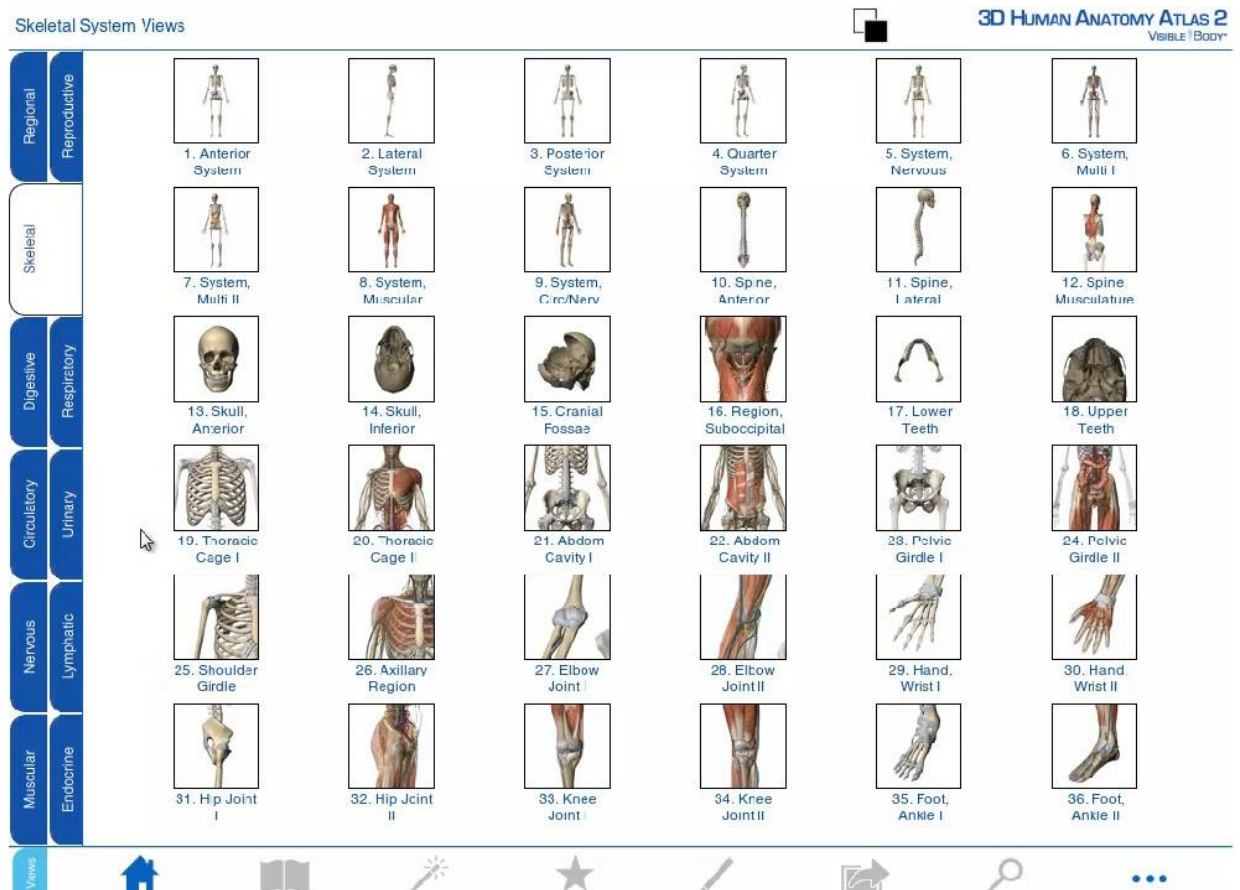 Skeletal System Views
3D HUMAN ANATOMY ATLAS 2
VISIBLE BODY
Regional
Reproductive
Skeletal
Digestive
Respiratory
Circulatory
Urinary
Nervous
Lymphatic
Muscular
Endocrine
Views
1. Anterior
System
2. Lateral
System
3. Posterior
System
4. Quarter
System
5. System,
Nervous
6. System,
Multi I
7. System,
Multi II
8. System,
Muscular
9. System,
Circ/Nerv
10. Spine,
Anterior
11. Spine,
Lateral
12. Spine
Musculature
13. Skull,
Anterior
14. Skull,
Inferior
15. Cranial
Fossae
16. Region,
Suboccipital
17. Lower
Teeth
18. Upper
Teeth
19. Thoracic
Cage I
20. Thoracic
Cage II
21. Abdom
Cavity I
22. Abdom
Cavity II
23. Pelvic
Girdle I
24. Pelvic
Girdle II
25. Shoulder
Girdle
26. Axillary
Region
27. Elbow
Joint I
28. Elbow
Joint II
29. Hand,
Wrist I
30. Hand
Wrist II
31. Hip Joint
I
32. Hip Joint
II
33. Knee
Joint I
34. Knee
Joint II
35. Foot,
Ankle I
36. Foot,
Ankle II